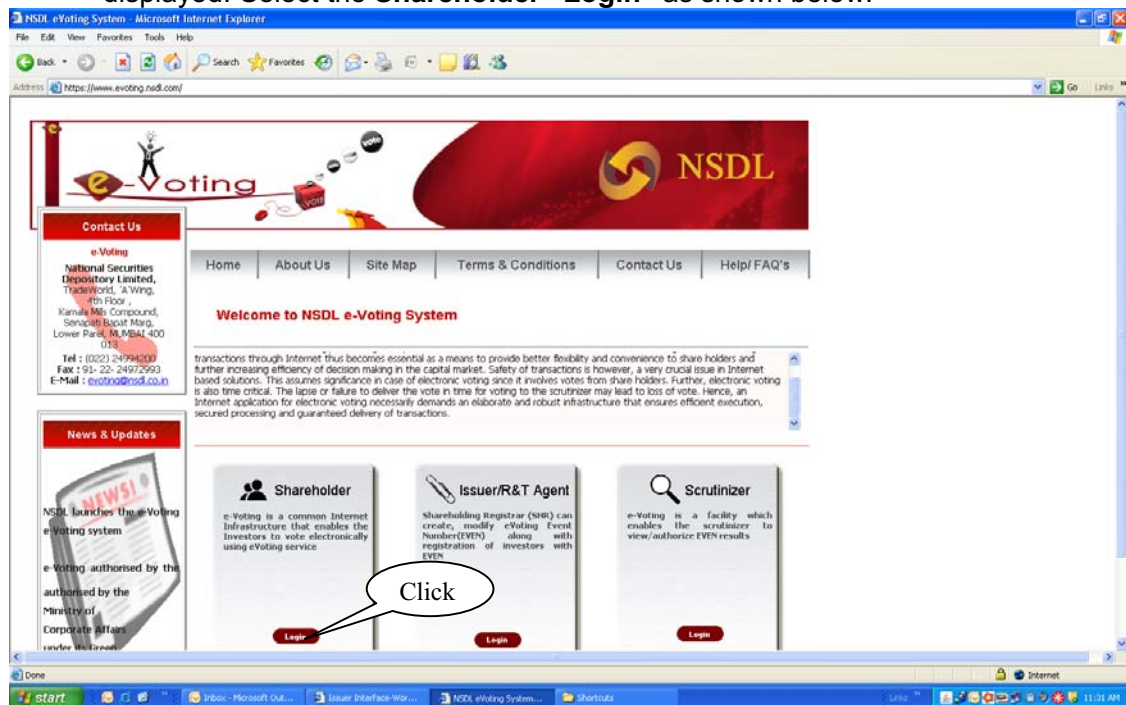 displayed. Select the Shareholder - Login as shown below.
NSDL eVoting System - Microsoft Internet Explorer
File Edit View Favorites Tools Help
Back Search Favorites
Address https://www.evoting.nsdl.com/ Go Links
e-Voting
vote
vote
NSDL
Contact Us
e-Voting
National Securities
Depository Limited,
TradeWorld, 'A'Wing,
4th Floor ,
Kamala Mills Compound,
Senapati Bapat Marg,
Lower Parel, MUMBAI 400
013
Tel : (022) 24994200
Fax : 91- 22- 24972993
E-Mail : evoting@nsdl.co.in
Home About Us Site Map Terms & Conditions Contact Us Help/ FAQ's
Welcome to NSDL e-Voting System
transactions through Internet thus becomes essential as a means to provide better flexibility and convenience to share holders and
further increasing efficiency of decision making in the capital market. Safety of transactions is however, a very crucial issue in Internet
based solutions. This assumes significance in case of electronic voting since it involves votes from share holders. Further, electronic voting
is also time critical. The lapse or failure to deliver the vote in time for voting to the scrutinizer may lead to loss of vote. Hence, an
Internet application for electronic voting necessarily demands an elaborate and robust infrastructure that ensures efficient execution,
secured processing and guaranteed delivery of transactions.
News & Updates
NEWS!
NSDL launches the e-Voting
e-Voting system
e-Voting authorised by the
authorised by the
Ministry of
Corporate Affairs
under its Green
Shareholder
e-Voting is a common Internet
Infrastructure that enables the
Investors to vote electronically
using eVoting service
Login
Click
Issuer/R&T Agent
Shareholding Registrar (SHR) can
create, modify eVoting Event
Number(EVEN) along with
registration of investors with
EVEN
Login
Scrutinizer
e-Voting is a facility which
enables the scrutinizer to
view/authorize EVEN results
Login
Done Internet
start Inbox - Microsoft Out... Issuer Interface-Wor... NSDL eVoting System... Shortcuts Links 11:01 AM